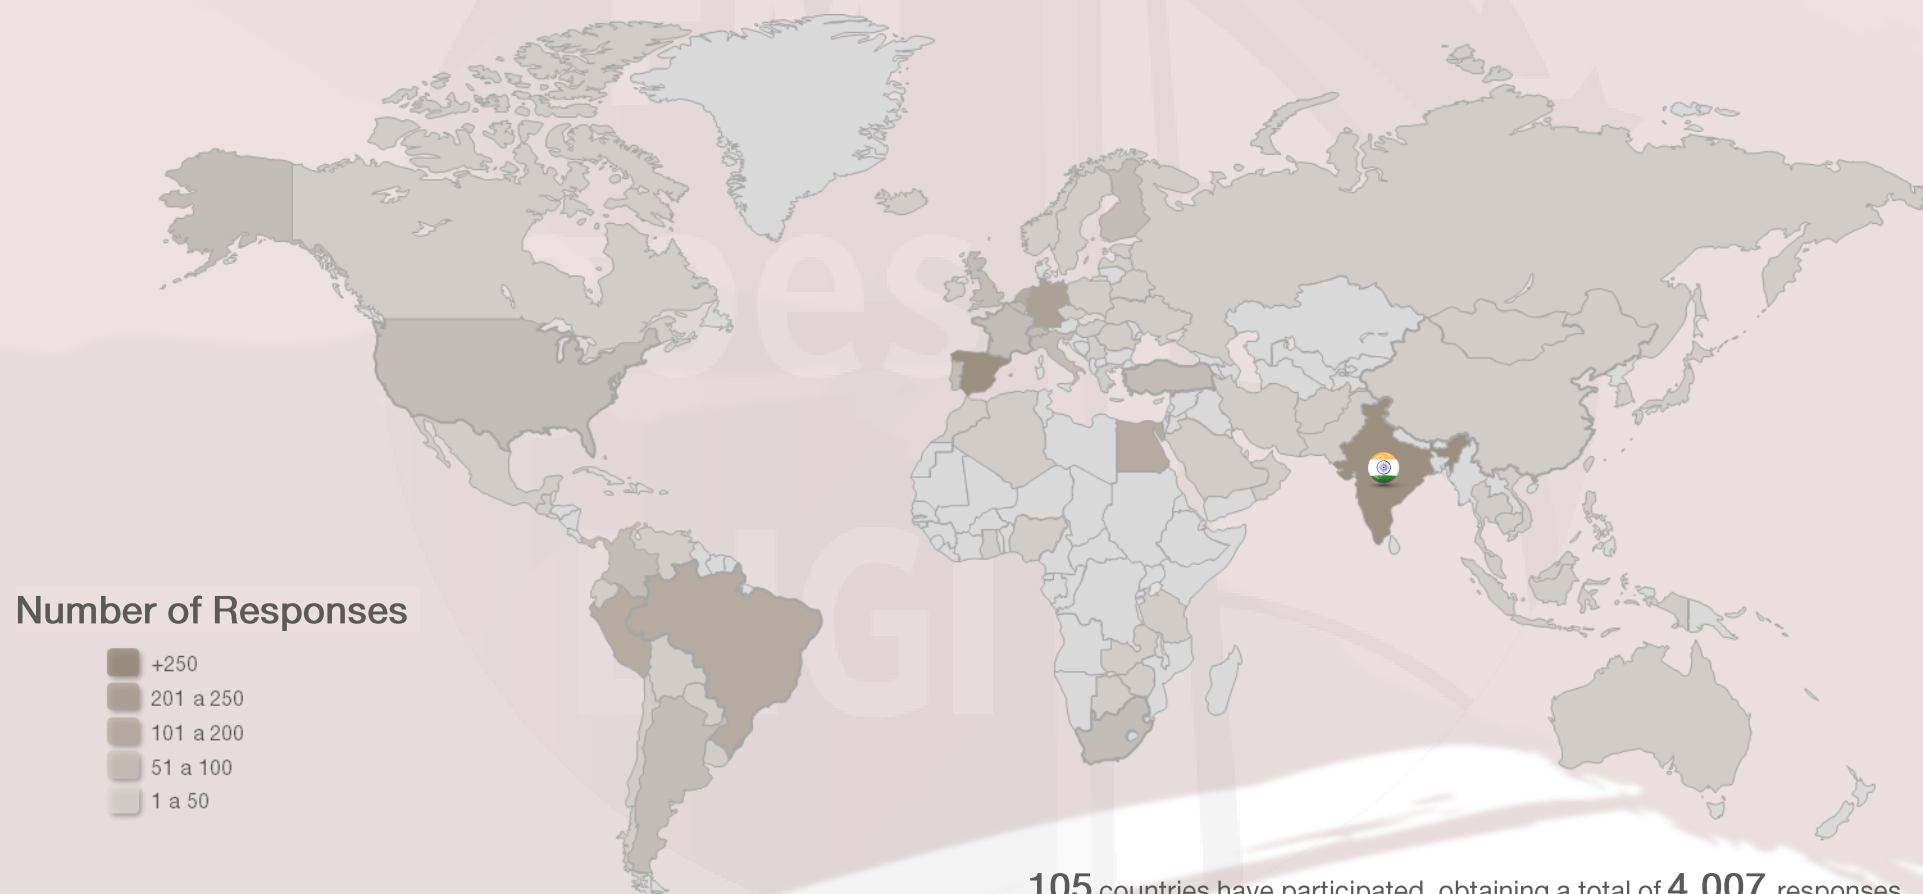 Number of Responses
+250
201 a 250
101 a 200
51 a 100
1 a 50
105 countries have participated, obtaining a total of 4.007 responses